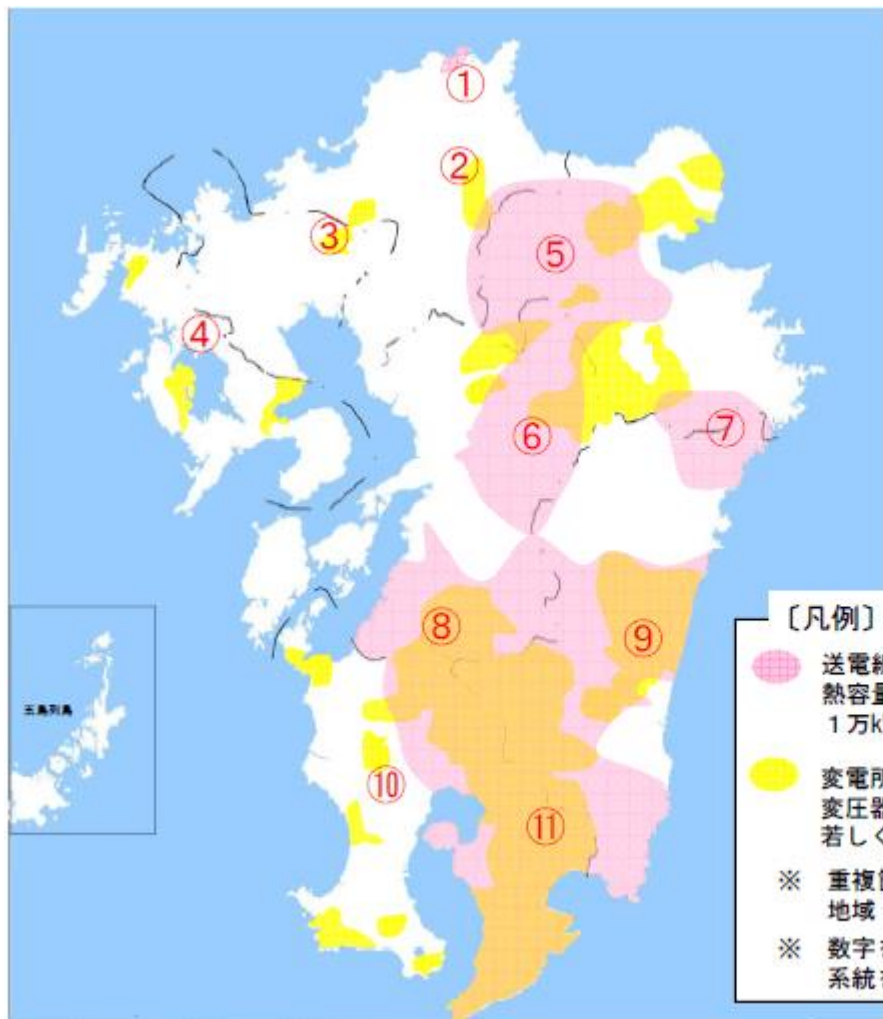 ①
②
③
⑤
④
⑦
⑥
⑧
⑨
〔凡例〕
送電線
熱容量
1万k
五島列島
変電所
変圧器
若しく
⑩
⑪
※ 重複
地域
※ 数字
系統